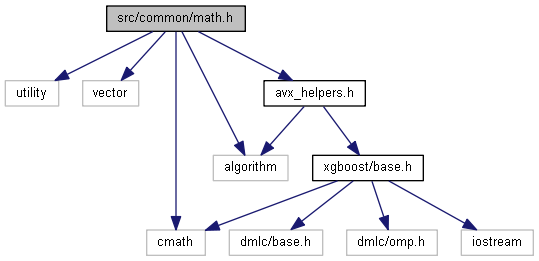 src/common/math.h
utility
vector
avx_helpers.h
algorithm
xgboost/base.h
cmath
dmlc/base.h
dmlc/omp.h
iostream